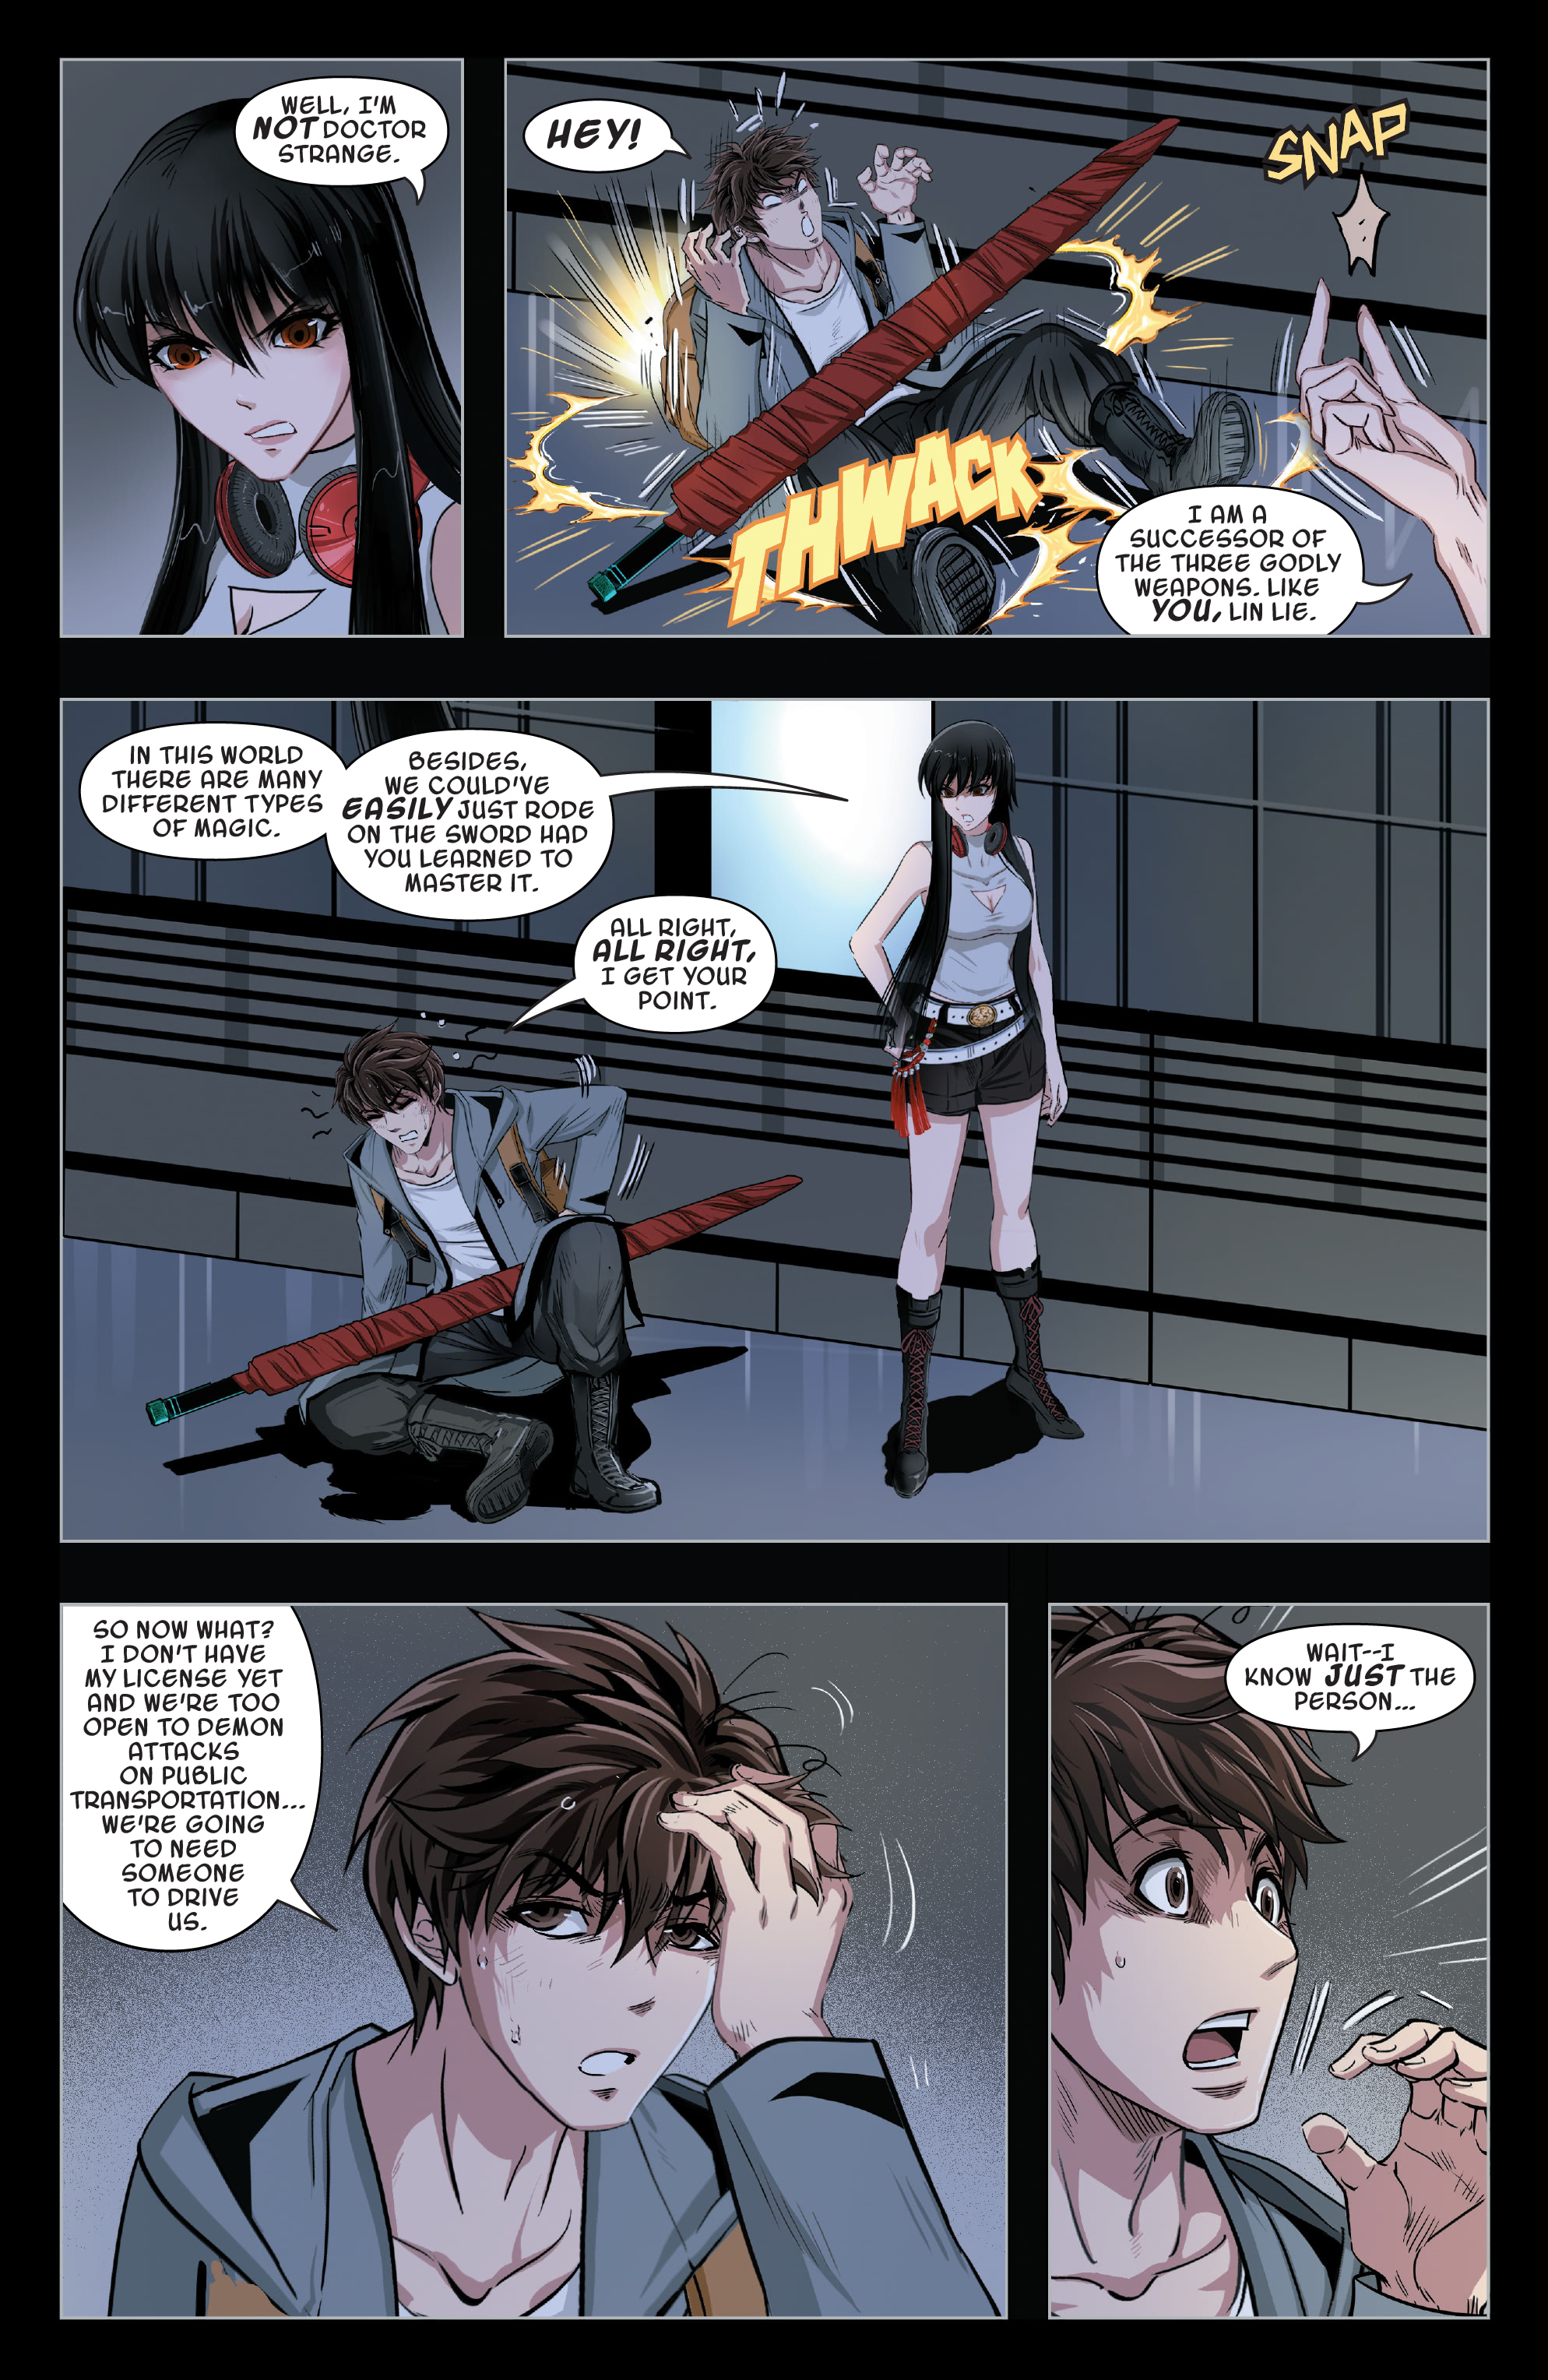 WELL, I'M
NOT DOCTOR
STRANGE.
HEY!
SNAP
THWACK
I AM A
SUCCESSOR OF
THE THREE GODLY
WEAPONS. LIKE
YOU, LIN LIE.
IN THIS WORLD
THERE ARE MANY
DIFFERENT TYPES
OF MAGIC.
BESIDES,
WE COULD'VE
EASILY JUST RODE
ON THE SWORD HAD
YOU LEARNED TO
MASTER IT.
ALL RIGHT,
ALL RIGHT,
I GET YOUR
POINT.
SO NOW WHAT?
I DON'T HAVE
MY LICENSE YET
AND WE'RE TOO
OPEN TO DEMON
ATTACKS
ON PUBLIC
TRANSPORTATION...
WE'RE GOING
TO NEED
SOMEONE
TO DRIVE
US.
WAIT--I
KNOW JUST THE
PERSON...